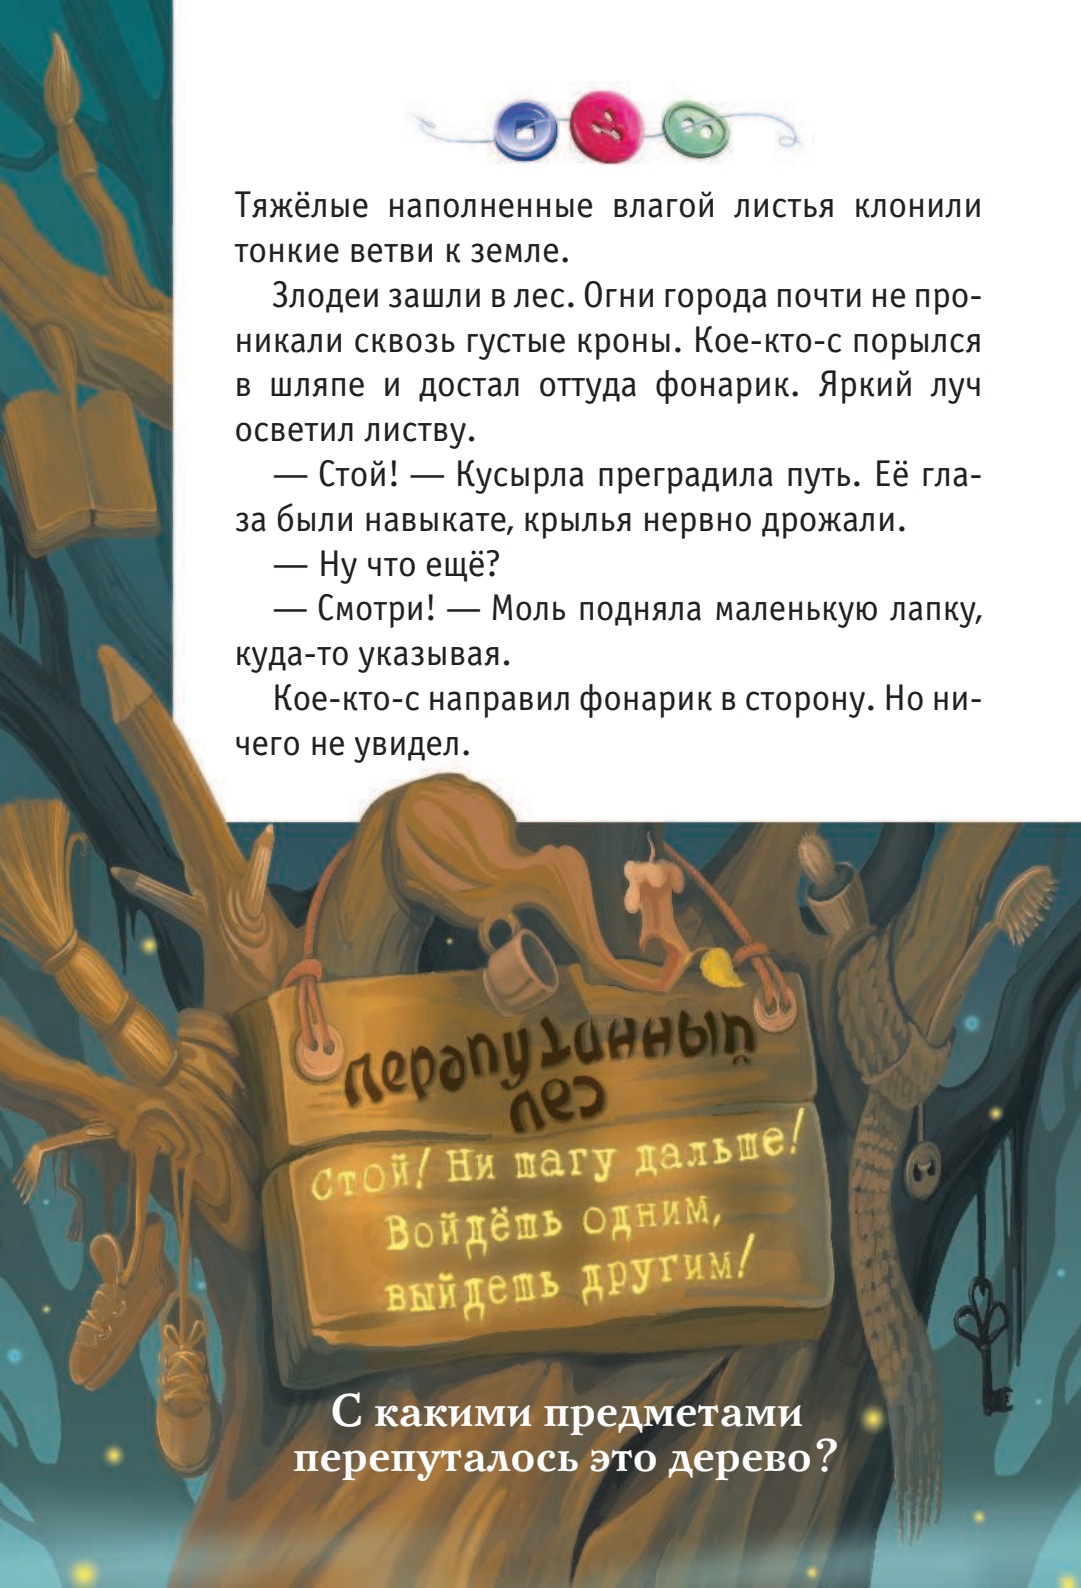 Тяжёлые наполненные влагой листья клонили
тонкие ветви к земле.
Злодеи зашли в лес. Огни города почти не про-
никали сквозь густые кроны. Кое-кто-с порылся
в шляпе и достал оттуда фонарик. Яркий луч
осветил листву.
— Стой! — Кусырла преградила путь. Её гла-
за были навыкате, крылья нервно дрожали.
— Ну что ещё?
— Смотри! — Моль подняла маленькую лапку,
куда-то указывая.
Кое-кто-с направил фонарик в сторону. Но ни-
чего не увидел.
перепутанный
лес
Стой! Ни шагу дальше!
Войдёшь одним,
выйдешь другим!
С какими предметами
перепуталось это дерево?